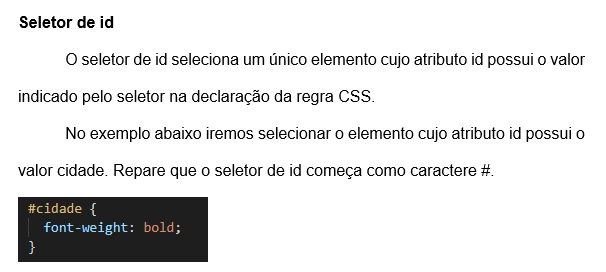 Seletor de id
O seletor de id seleciona um único elemento cujo atributo id possui o valor
indicado pelo seletor na declaração da regra CSS.
No exemplo abaixo iremos selecionar o elemento cujo atributo id possui o
valor cidade. Repare que o seletor de id começa como caractere #.
#cidade {
font-weight: bold;
}